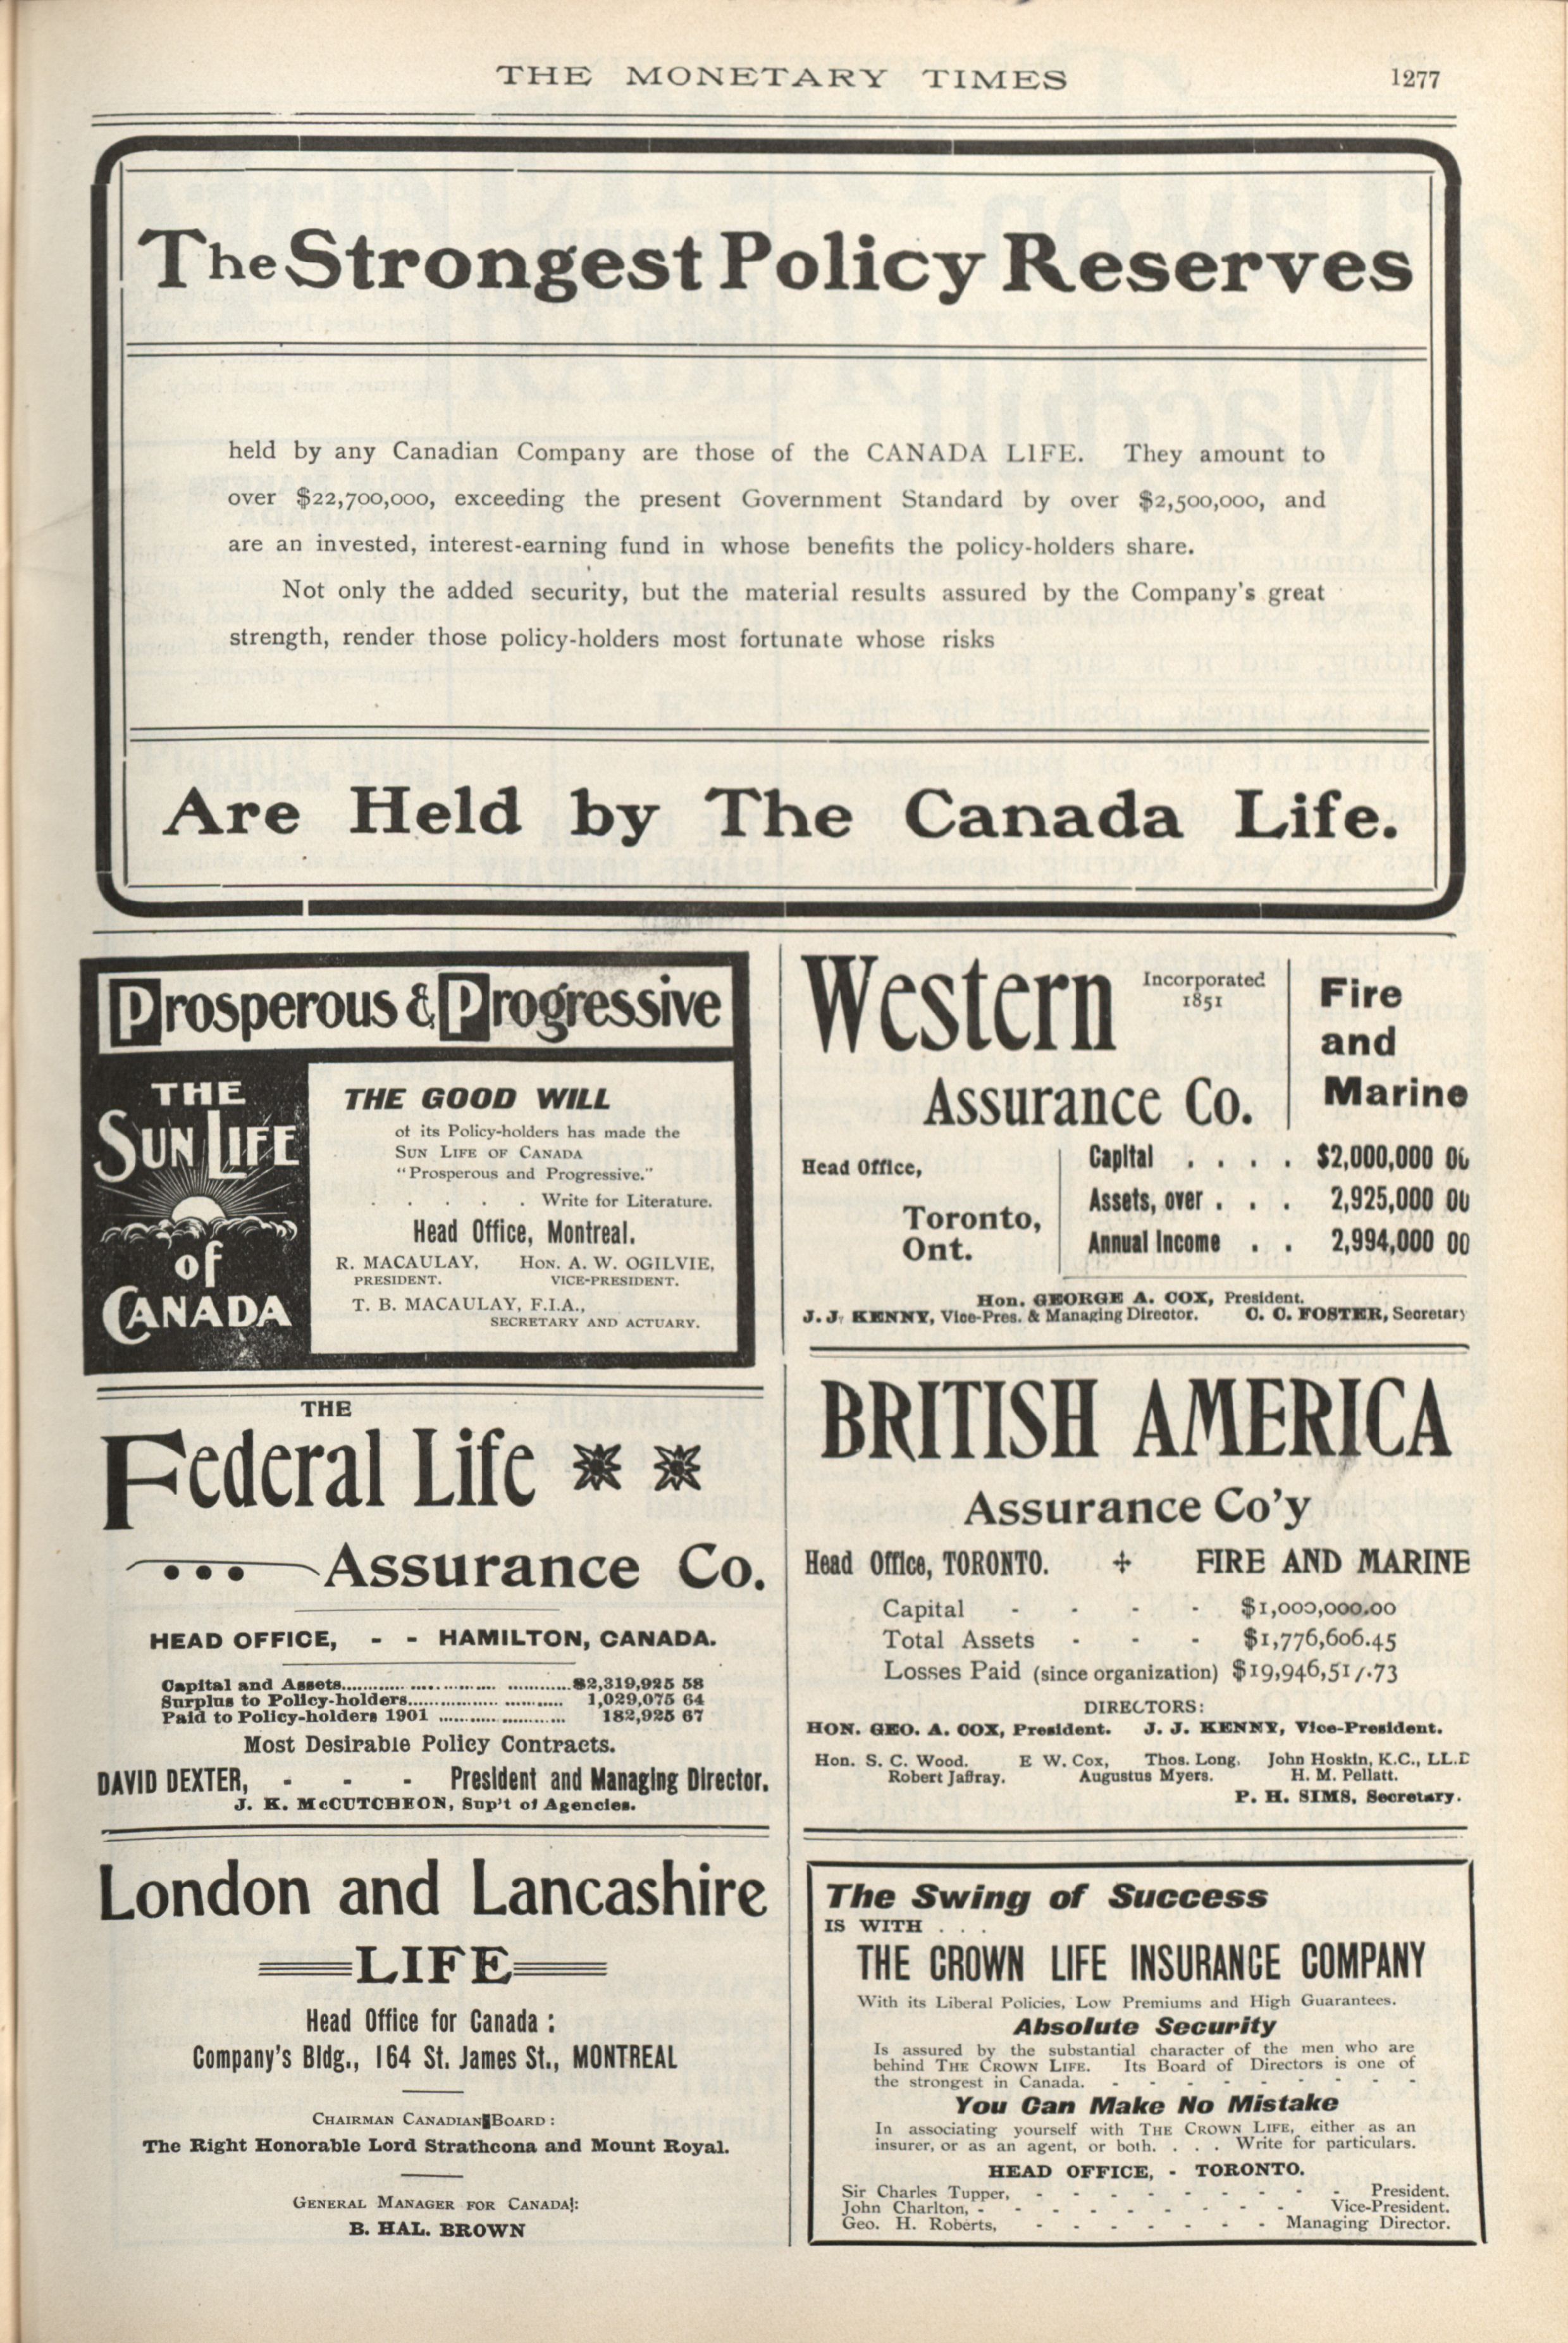 THE MONETARY TIMES 1277
The Strongest Policy Reserves
held by any Canadian Company are those of the CANADA LIFE. They amount to
over $22,700,000, exceeding the present Government Standard by over $2,500,000, and
are an invested, interest-earning fund in whose benefits the policy-holders share.
Not only the added security, but the material results assured by the Company's great
strength, render those policy-holders most fortunate whose risks
Are Held by The Canada Life.
Prosperous & Progressive
THE
SUN LIFE
of
CANADA
THE GOOD WILL
of its Policy-holders has made the
SUN LIFE OF CANADA
"Prosperous and Progressive."
. . . . . Write for Literature.
Head Office, Montreal.
R. MACAULAY, HON. A. W. OGILVIE,
PRESIDENT. VICE-PRESIDENT.
T. B. MACAULAY, F.I.A.,
SECRETARY AND ACTUARY.
THE
Federal Life
Assurance Co.
HEAD OFFICE, - - HAMILTON, CANADA.
Capital and Assets........................................$2,319,925 58
Surplus to Policy-holders.............................. 1,029,075 64
Paid to Policy-holders 1901 ........................ 182,925 67
Most Desirable Policy Contracts.
DAVID DEXTER, - - - President and Managing Director.
J. K. McCUTCHEON, Sup't of Agencies.
London and Lancashire
LIFE
Head Office for Canada :
Company's Bldg., 164 St. James St., MONTREAL
CHAIRMAN CANADIAN BOARD :
The Right Honorable Lord Strathcona and Mount Royal.
GENERAL MANAGER FOR CANADA:
B. HAL. BROWN
Western
Incorporated
1851
Assurance Co.
Fire
and
Marine
Head Office,
Toronto,
Ont.
Capital . . . . $2,000,000 00
Assets, over . . . 2,925,000 00
Annual Income . . 2,994,000 00
Hon. GEORGE A. COX, President.
J. J. KENNY, Vice-Pres. & Managing Director. C. C. FOSTER, Secretary
BRITISH AMERICA
Assurance Co'y
Head Office, TORONTO. FIRE AND MARINE
Capital - - - - $1,000,000.00
Total Assets - - - $1,776,606.45
Losses Paid (since organization) $19,946,517.73
DIRECTORS:
HON. GEO. A. COX, President. J. J. KENNY, Vice-President.
Hon. S. C. Wood. E W. Cox, Thos. Long. John Hoskin, K.C., LL.D
Robert Jaffray. Augustus Myers. H. M. Pellatt.
P. H. SIMS, Secretary.
The Swing of Success
IS WITH . . .
THE CROWN LIFE INSURANCE COMPANY
With its Liberal Policies, Low Premiums and High Guarantees.
Absolute Security
Is assured by the substantial character of the men who are
behind THE CROWN LIFE. Its Board of Directors is one of
the strongest in Canada. - - - - - - - - -
You Can Make No Mistake
In associating yourself with THE CROWN LIFE, either as an
insurer, or as an agent, or both. . . . Write for particulars.
HEAD OFFICE, - TORONTO.
Sir Charles Tupper, - - - - - - - - - President.
John Charlton, - - - - - - - - - Vice-President.
Geo. H. Roberts, - - - - - - - Managing Director.